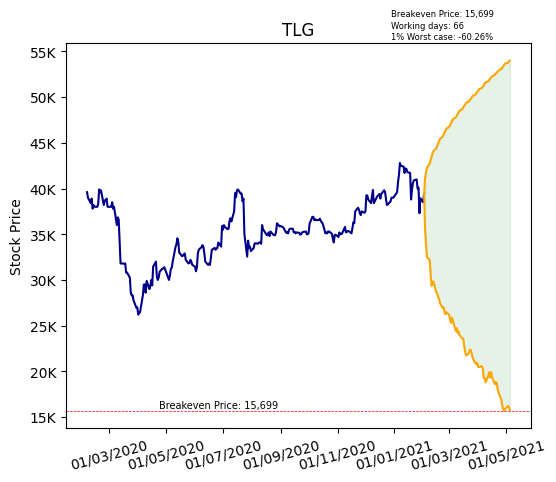 Breakeven Price: 15,699
Working days: 66
1% Worst case: -60.26%
TLG
55K
50K
45K
40K
35K
30K
25K
20K
15K
Stock Price
Breakeven Price: 15,699
01/03/2020
01/05/2020
01/07/2020
01/09/2020
01/11/2020
01/01/2021
01/03/2021
01/05/2021